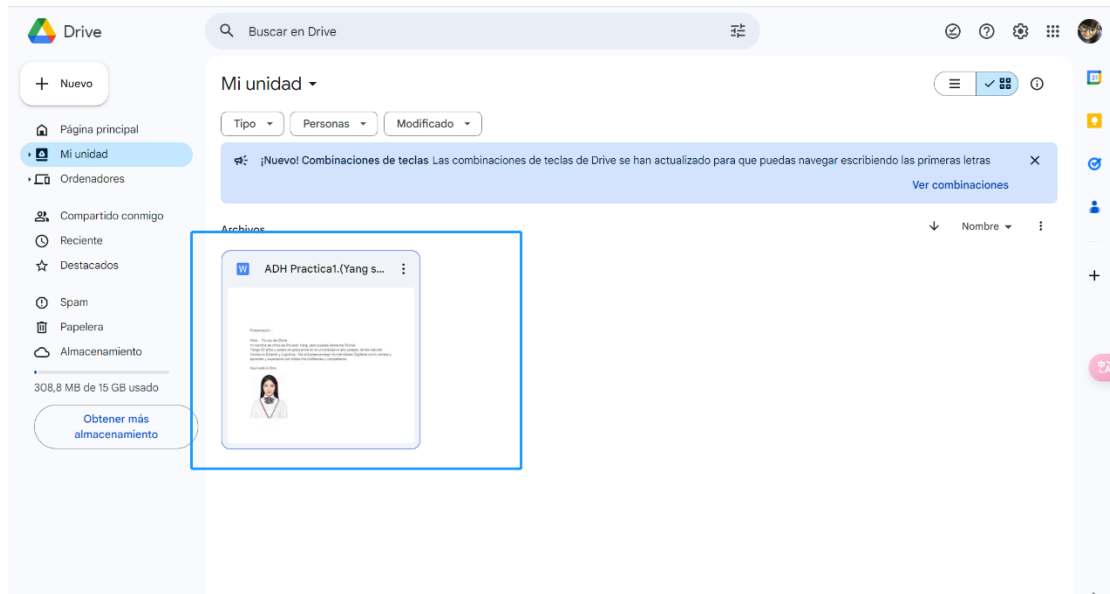 Drive
Buscar en Drive
Nuevo
Mi unidad
Tipo
Personas
Modificado
Página principal
Mi unidad
Ordenadores
Compartido conmigo
Reciente
Destacados
Spam
Papelera
Almacenamiento
308,8 MB de 15 GB usado
Obtener más
almacenamiento
¡Nuevo! Combinaciones de teclas Las combinaciones de teclas de Drive se han actualizado para que puedas navegar escribiendo las primeras letras
Ver combinaciones
Archivos
Nombre
W ADH Practica1.(Yang s...
Presentación
31